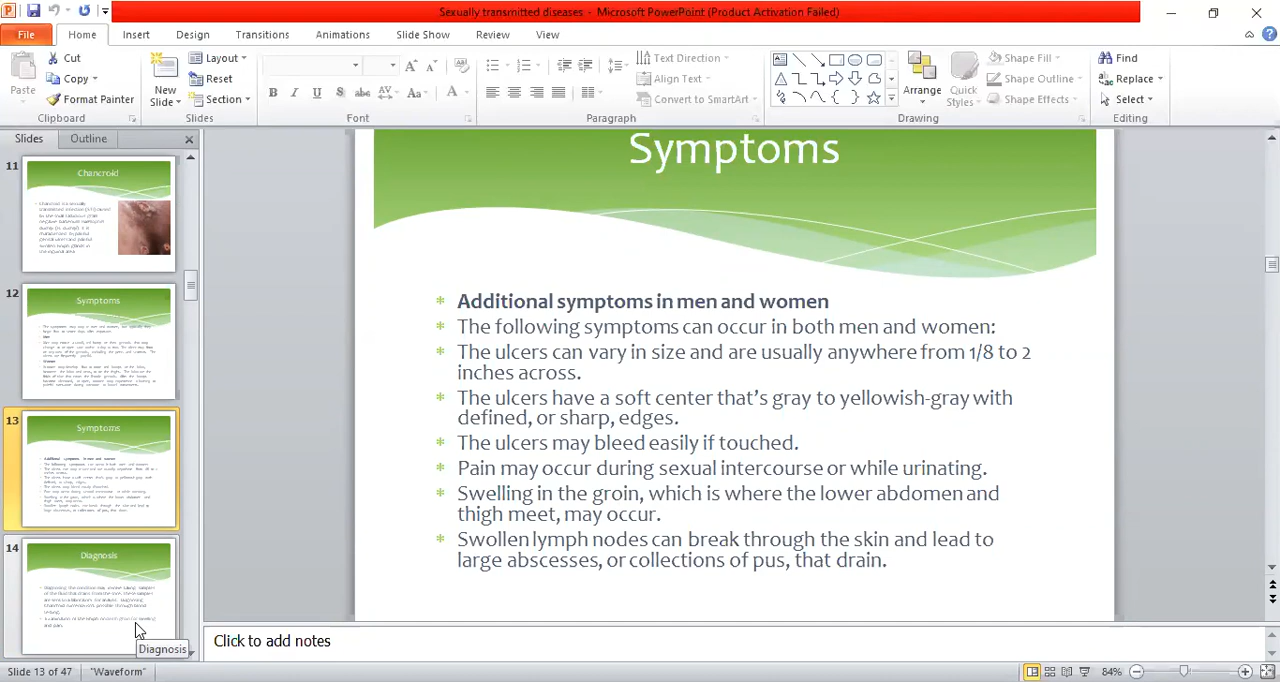 Sexually transmitted diseases - Microsoft PowerPoint (Product Activation Failed)
File Home Insert Design Transitions Animations Slide Show Review View
Paste
Cut
Copy
Format Painter
Clipboard
New Slide
Layout
Reset
Section
Slides
Font
Text Direction
Align Text
Convert to SmartArt
Paragraph
Arrange
Quick Styles
Shape Fill
Shape Outline
Shape Effects
Drawing
Find
Replace
Select
Editing
Slides Outline
11
Chancroid
12
Symptoms
13
Symptoms
14
Diagnosis
Diagnosis
Symptoms
Additional symptoms in men and women
The following symptoms can occur in both men and women:
The ulcers can vary in size and are usually anywhere from 1/8 to 2
inches across.
The ulcers have a soft center that's gray to yellowish-gray with
defined, or sharp, edges.
The ulcers may bleed easily if touched.
Pain may occur during sexual intercourse or while urinating.
Swelling in the groin, which is where the lower abdomen and
thigh meet, may occur.
Swollen lymph nodes can break through the skin and lead to
large abscesses, or collections of pus, that drain.
Click to add notes
Slide 13 of 47 "Waveform" 84%